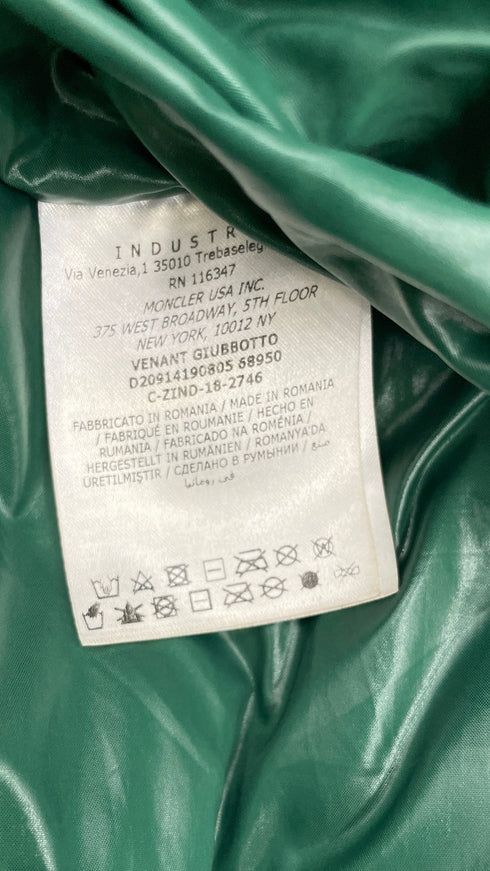 INDUSTR
Via Venezia,1 35010 Trebaseleg
RN 116347
MONCLER USA INC.
375 WEST BROADWAY, 5TH FLOOR
NEW YORK, 10012 NY
VENANT GIUBBOTTO
D20914190805 68950
C-ZIND-18-2746
FABBRICATO IN ROMANIA / MADE IN ROMANIA
/ FABRIQUÉ EN ROUMANIE / HECHO EN
RUMANÍA / FABRICADO NA ROMÉNIA /
HERGESTELLT IN RUMÄNIEN / ROMANYA'DA
ÜRETILMIŞTIR / СДЕЛАНО В РУМЫНИИ / صنع
في رومانيا